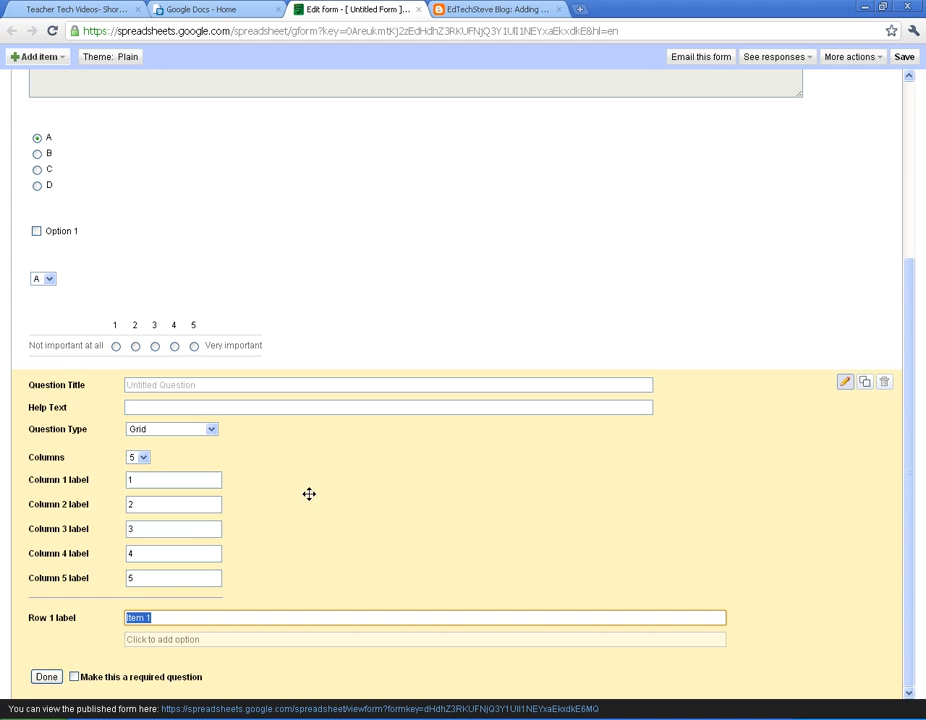 Teacher Tech Videos- Shor...
Google Docs - Home
Edit form - [ Untitled Form ]...
EdTechSteve Blog: Adding ...
Add item
Theme: Plain
Email this form
See responses
More actions
Save
A
B
C
D
Option 1
A
1 2 3 4 5
Not important at all
Very important
Question Title
Untitled Question
Help Text
Question Type
Grid
Columns
5
Column 1 label
1
Column 2 label
2
Column 3 label
3
Column 4 label
4
Column 5 label
5
Row 1 label
Item 1
Click to add option
Done
Make this a required question
You can view the published form here: